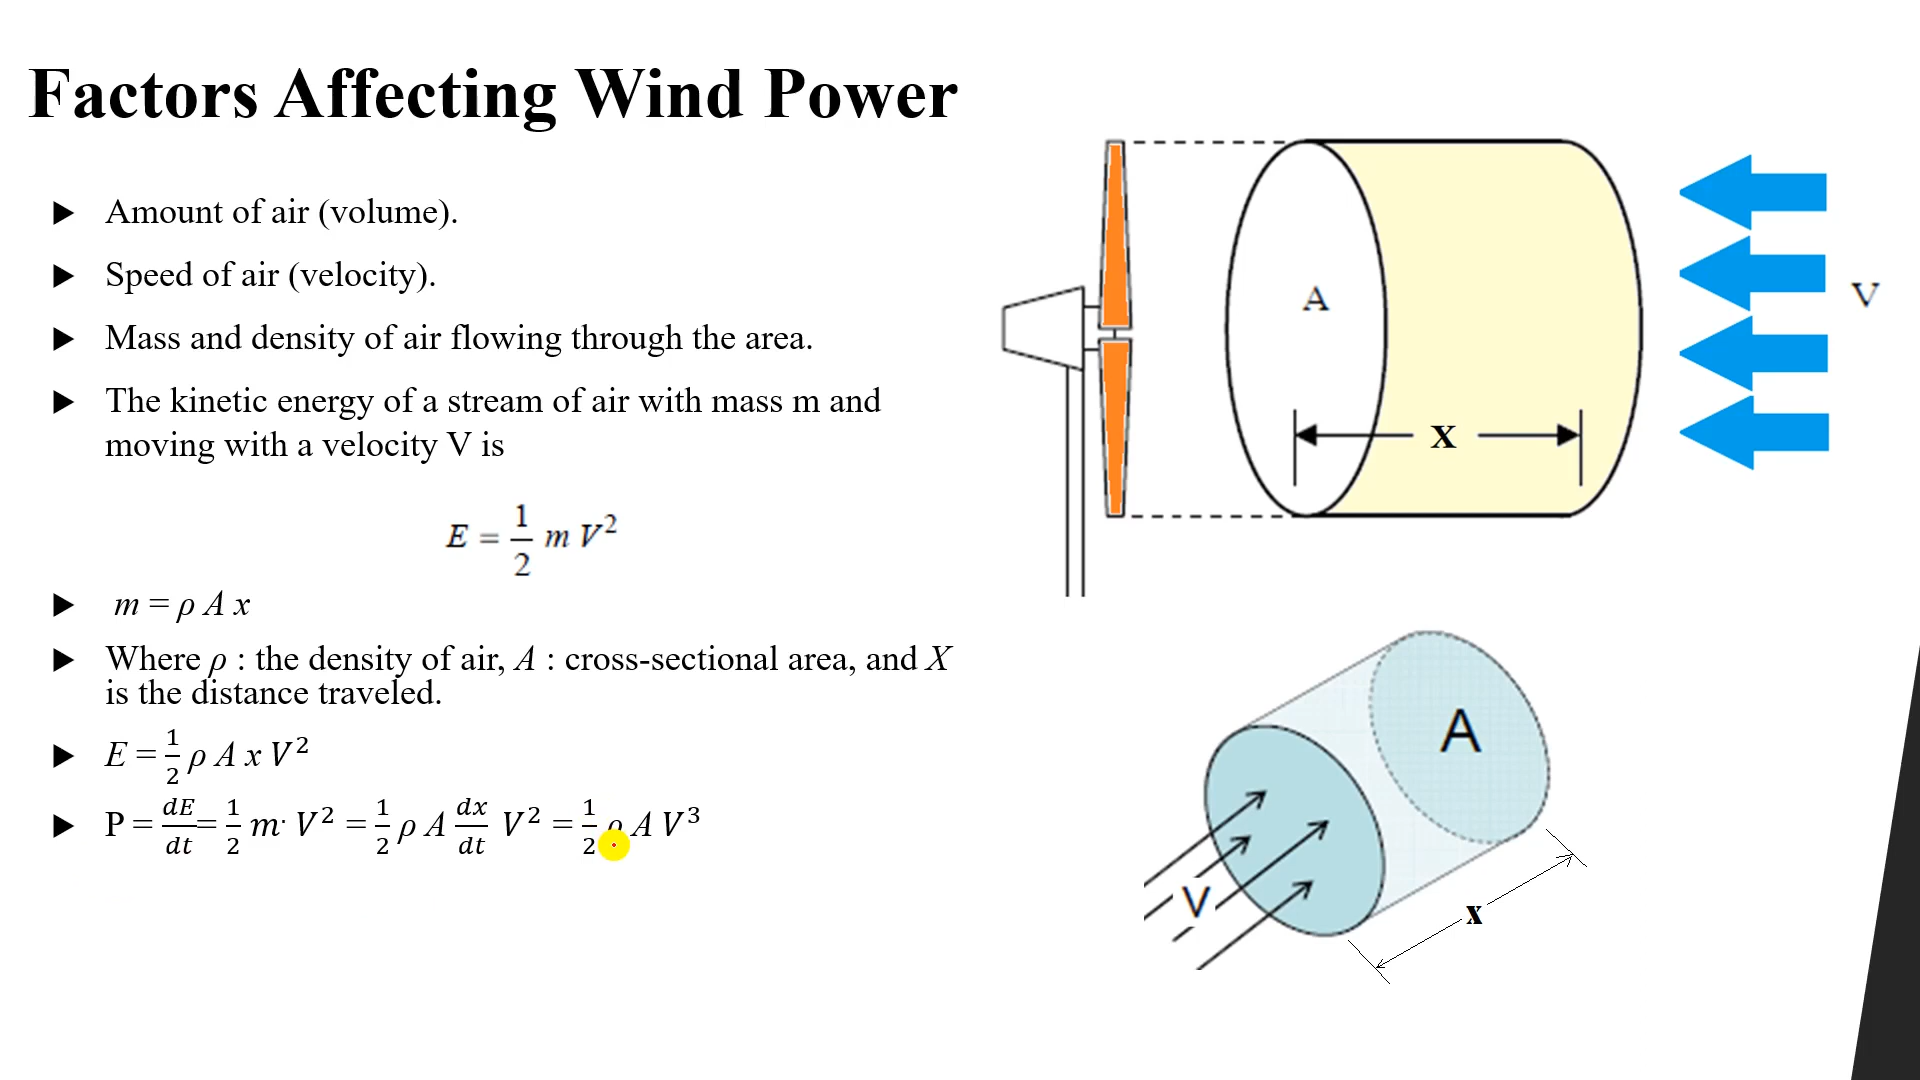 Factors Affecting Wind Power
▶ Amount of air (volume).
▶ Speed of air (velocity).
▶ Mass and density of air flowing through the area.
▶ The kinetic energy of a stream of air with mass m and
moving with a velocity V is
E = 1/2 m V²
▶ m = ρ A x
▶ Where ρ : the density of air, A : cross-sectional area, and X
is the distance traveled.
▶ E = 1/2 ρ A x V²
▶ P = dE/dt = 1/2 m· V² = 1/2 ρ A dx/dt V² = 1/2 ρ A V³
A
V
X
A
V
x